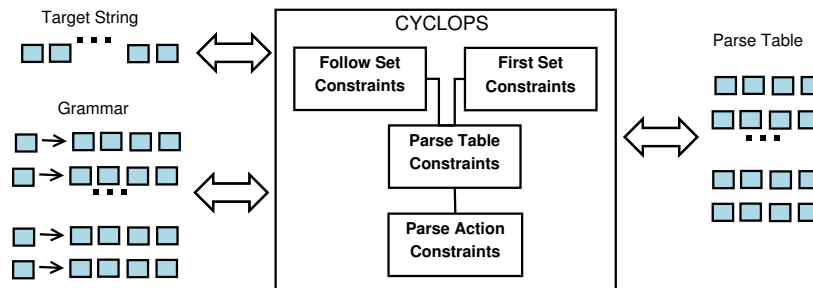 Target String
Grammar
CYCLOPS
Follow Set
Constraints
First Set
Constraints
Parse Table
Constraints
Parse Action
Constraints
Parse Table